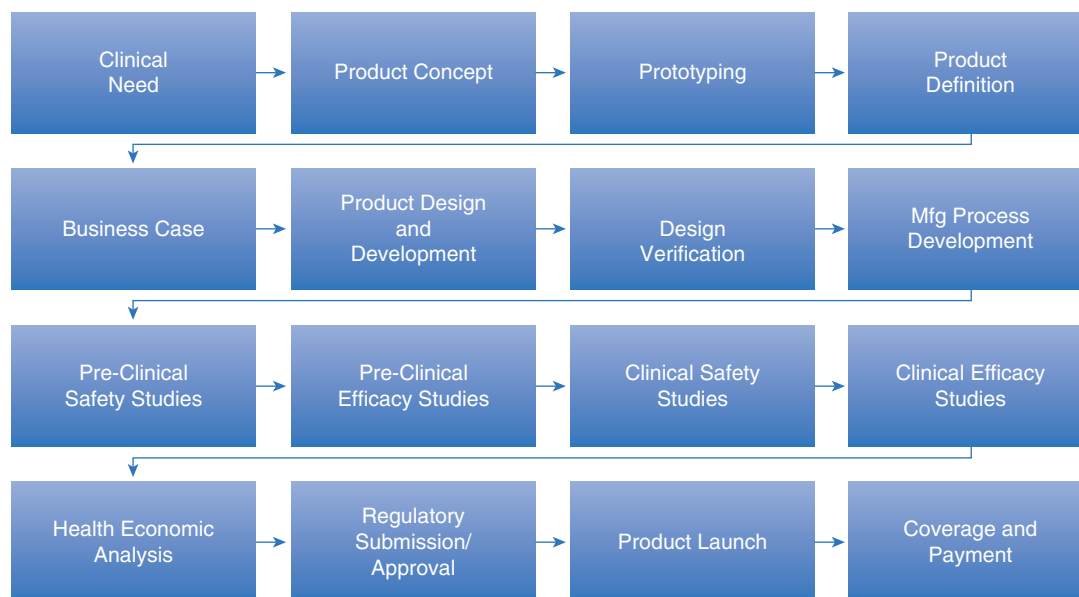 Clinical
Need
Product Concept
Prototyping
Product
Definition
Business Case
Product Design
and
Development
Design
Verification
Mfg Process
Development
Pre-Clinical
Safety Studies
Pre-Clinical
Efficacy Studies
Clinical Safety
Studies
Clinical Efficacy
Studies
Health Economic
Analysis
Regulatory
Submission/
Approval
Product Launch
Coverage and
Payment